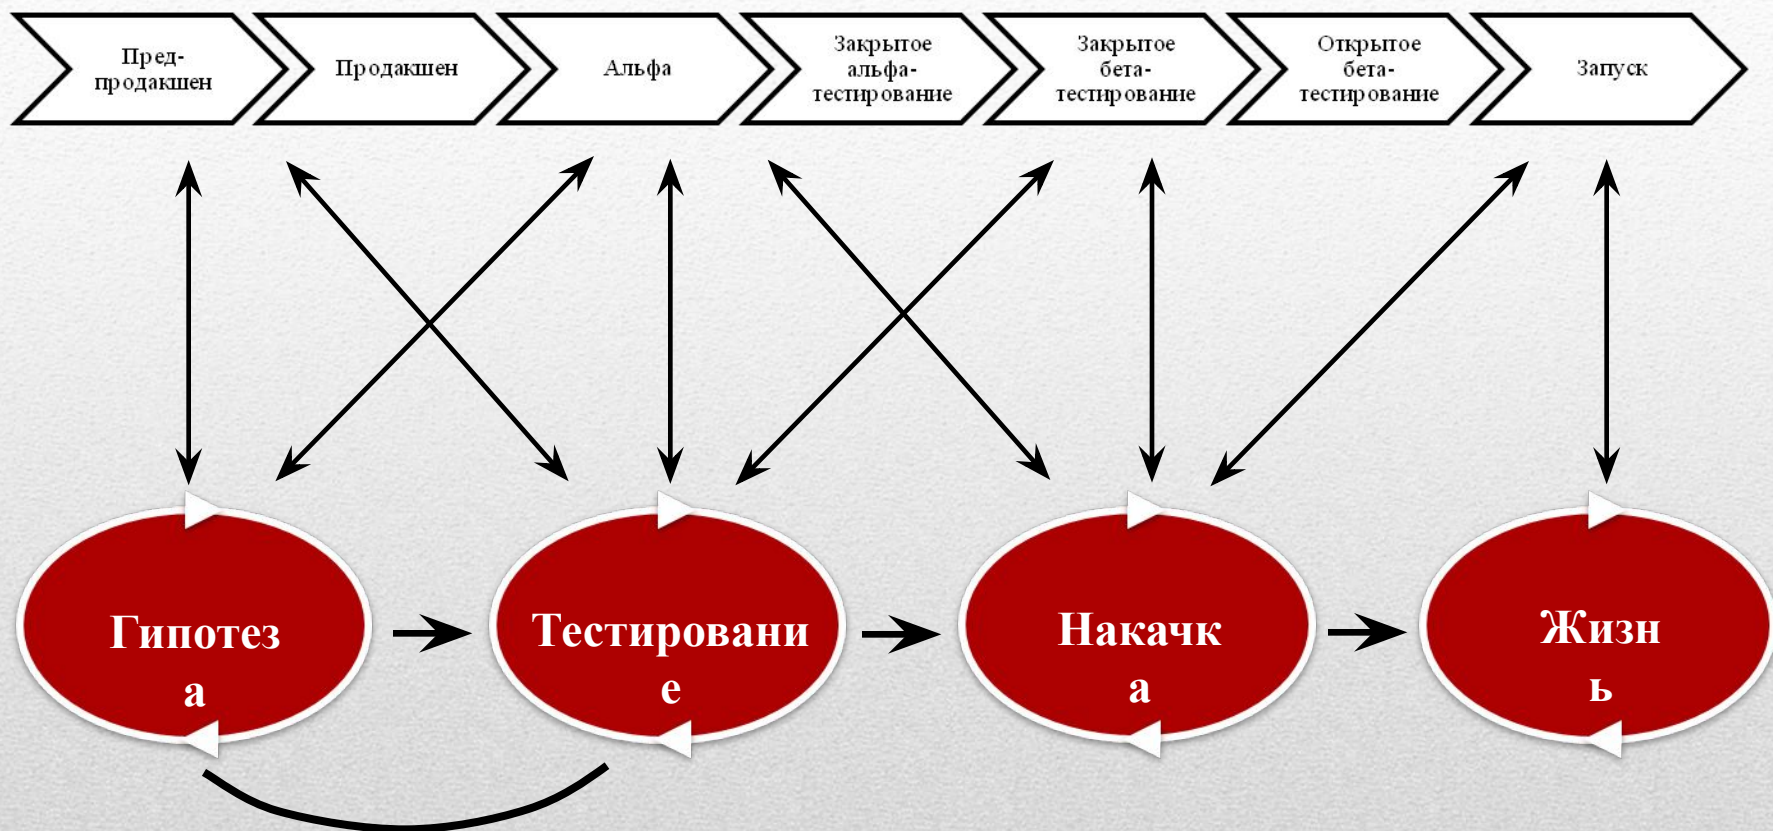 Пред-
продакшен
Продакшен
Альфа
Закрытое
альфа-
тестирование
Закрытое
бета-
тестирование
Открытое
бета-
тестирование
Запуск
Гипотез
а
Тестировани
е
Накачк
а
Жизн
ь